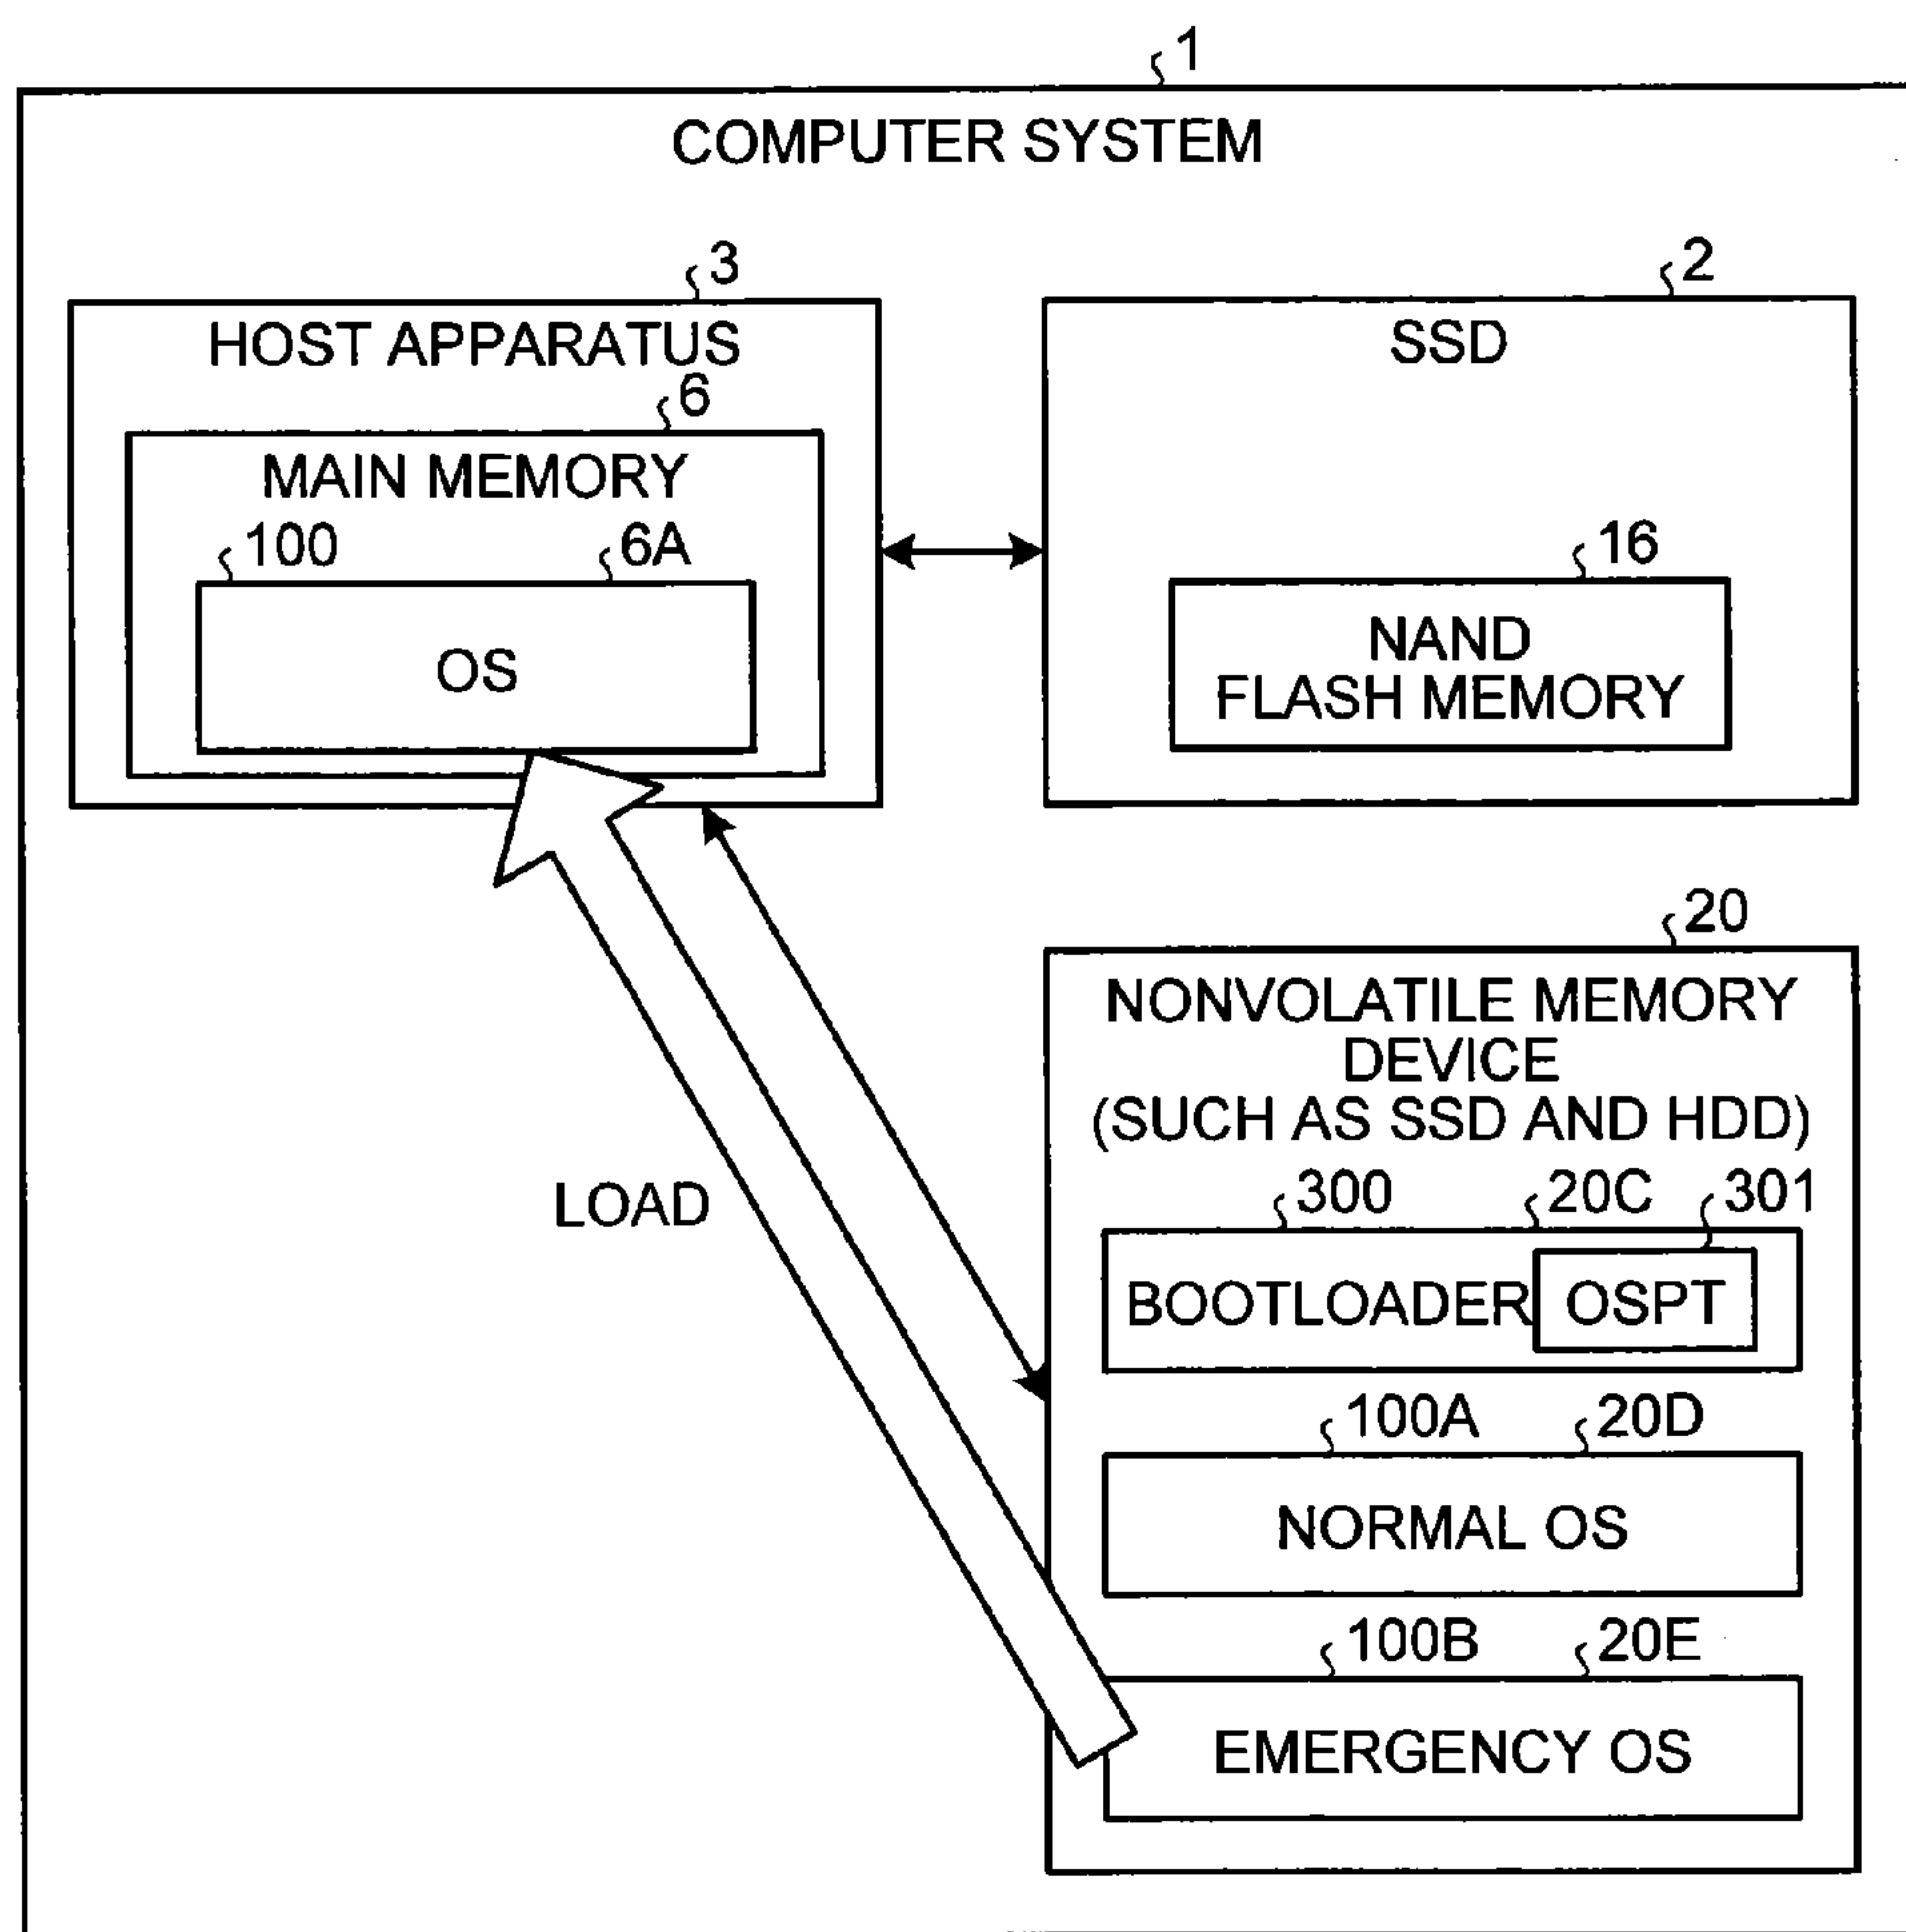 1
COMPUTER SYSTEM
3
HOST APPARATUS
6
MAIN MEMORY
100 6A
OS
2
SSD
16
NAND
FLASH MEMORY
LOAD
20
NONVOLATILE MEMORY
DEVICE
(SUCH AS SSD AND HDD)
300 20C 301
BOOTLOADER OSPT
100A 20D
NORMAL OS
100B 20E
EMERGENCY OS